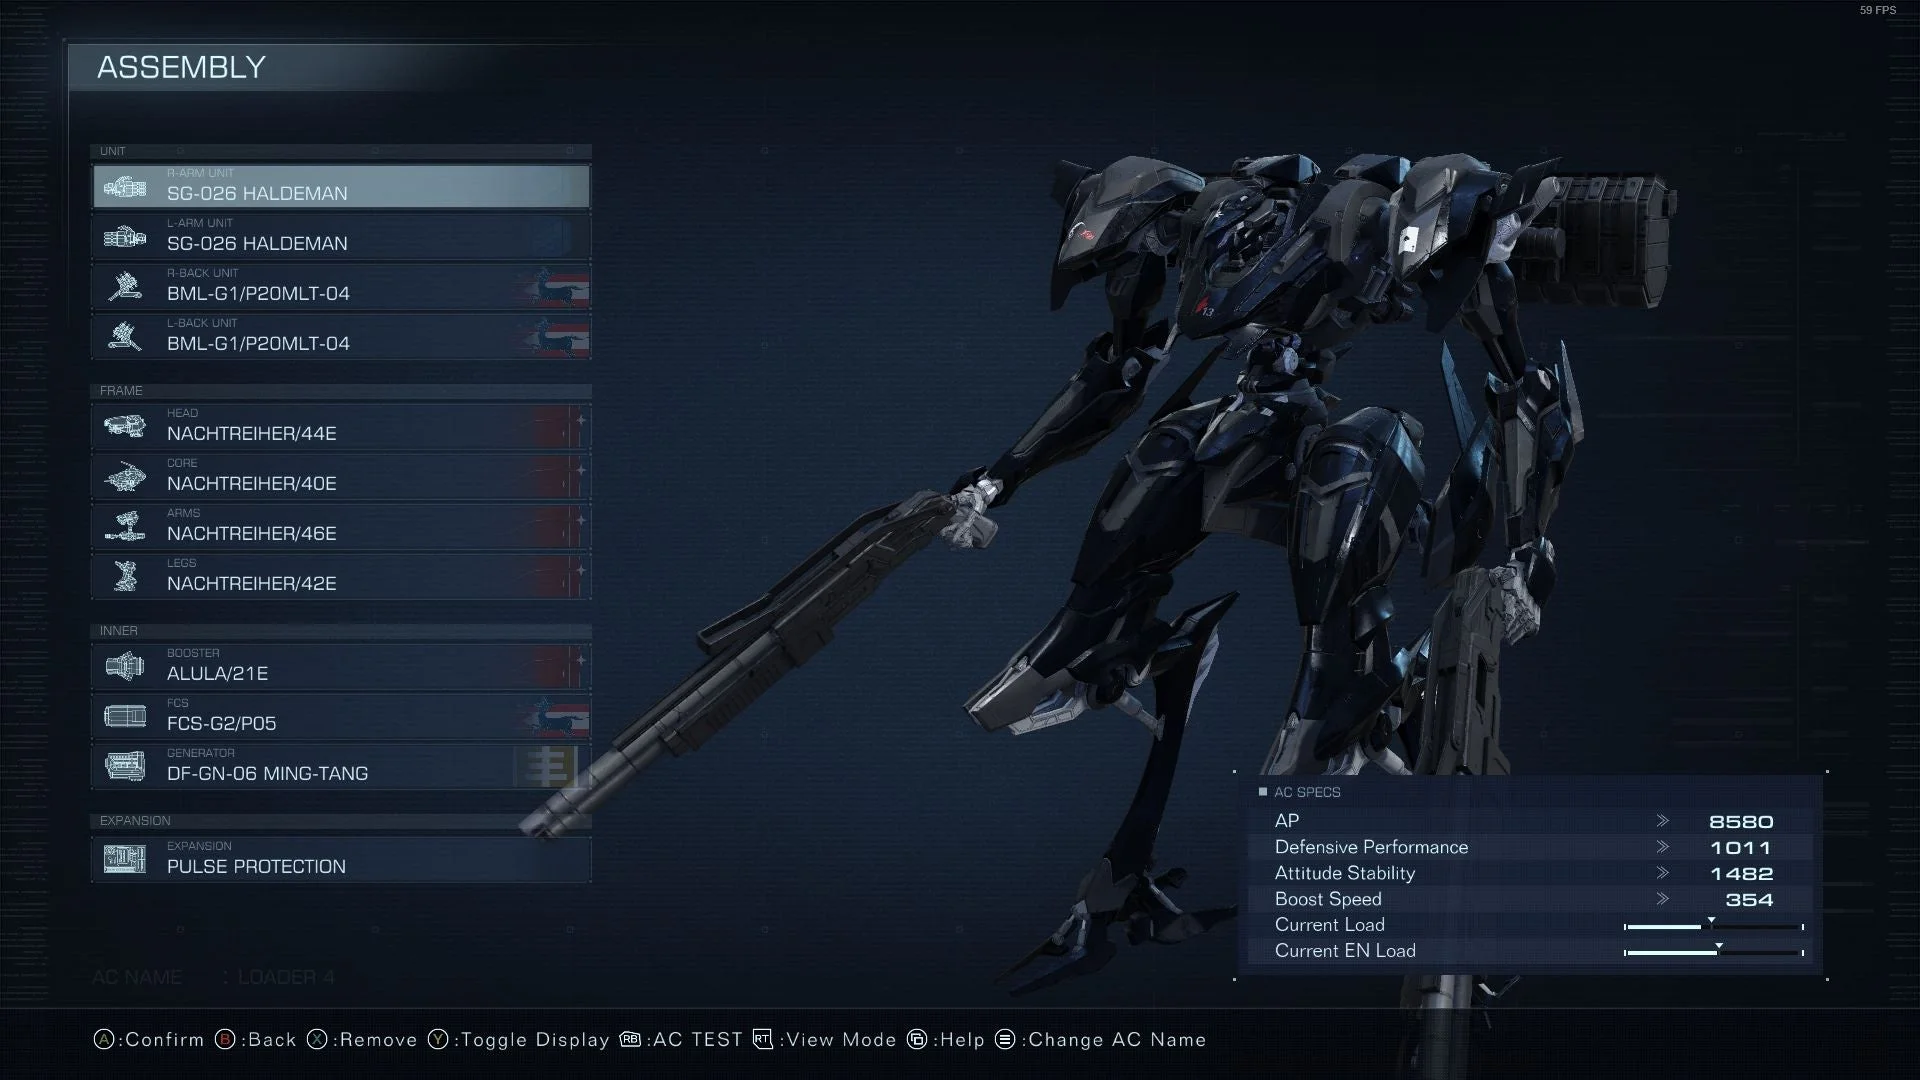 59 FPS
ASSEMBLY
UNIT
R-ARM UNIT
SG-026 HALDEMAN
L-ARM UNIT
SG-026 HALDEMAN
R-BACK UNIT
BML-G1/P20MLT-04
L-BACK UNIT
BML-G1/P20MLT-04
FRAME
HEAD
NACHTREIHER/44E
CORE
NACHTREIHER/40E
ARMS
NACHTREIHER/46E
LEGS
NACHTREIHER/42E
INNER
BOOSTER
ALULA/21E
FCS
FCS-G2/P05
GENERATOR
DF-GN-06 MING-TANG
EXPANSION
EXPANSION
PULSE PROTECTION
13
AC SPECS
AP 8580
Defensive Performance 1011
Attitude Stability 1482
Boost Speed 354
Current Load
Current EN Load
AC NAME : LOADER 4
A :Confirm B :Back X :Remove Y :Toggle Display RB :AC TEST RT :View Mode :Help :Change AC Name